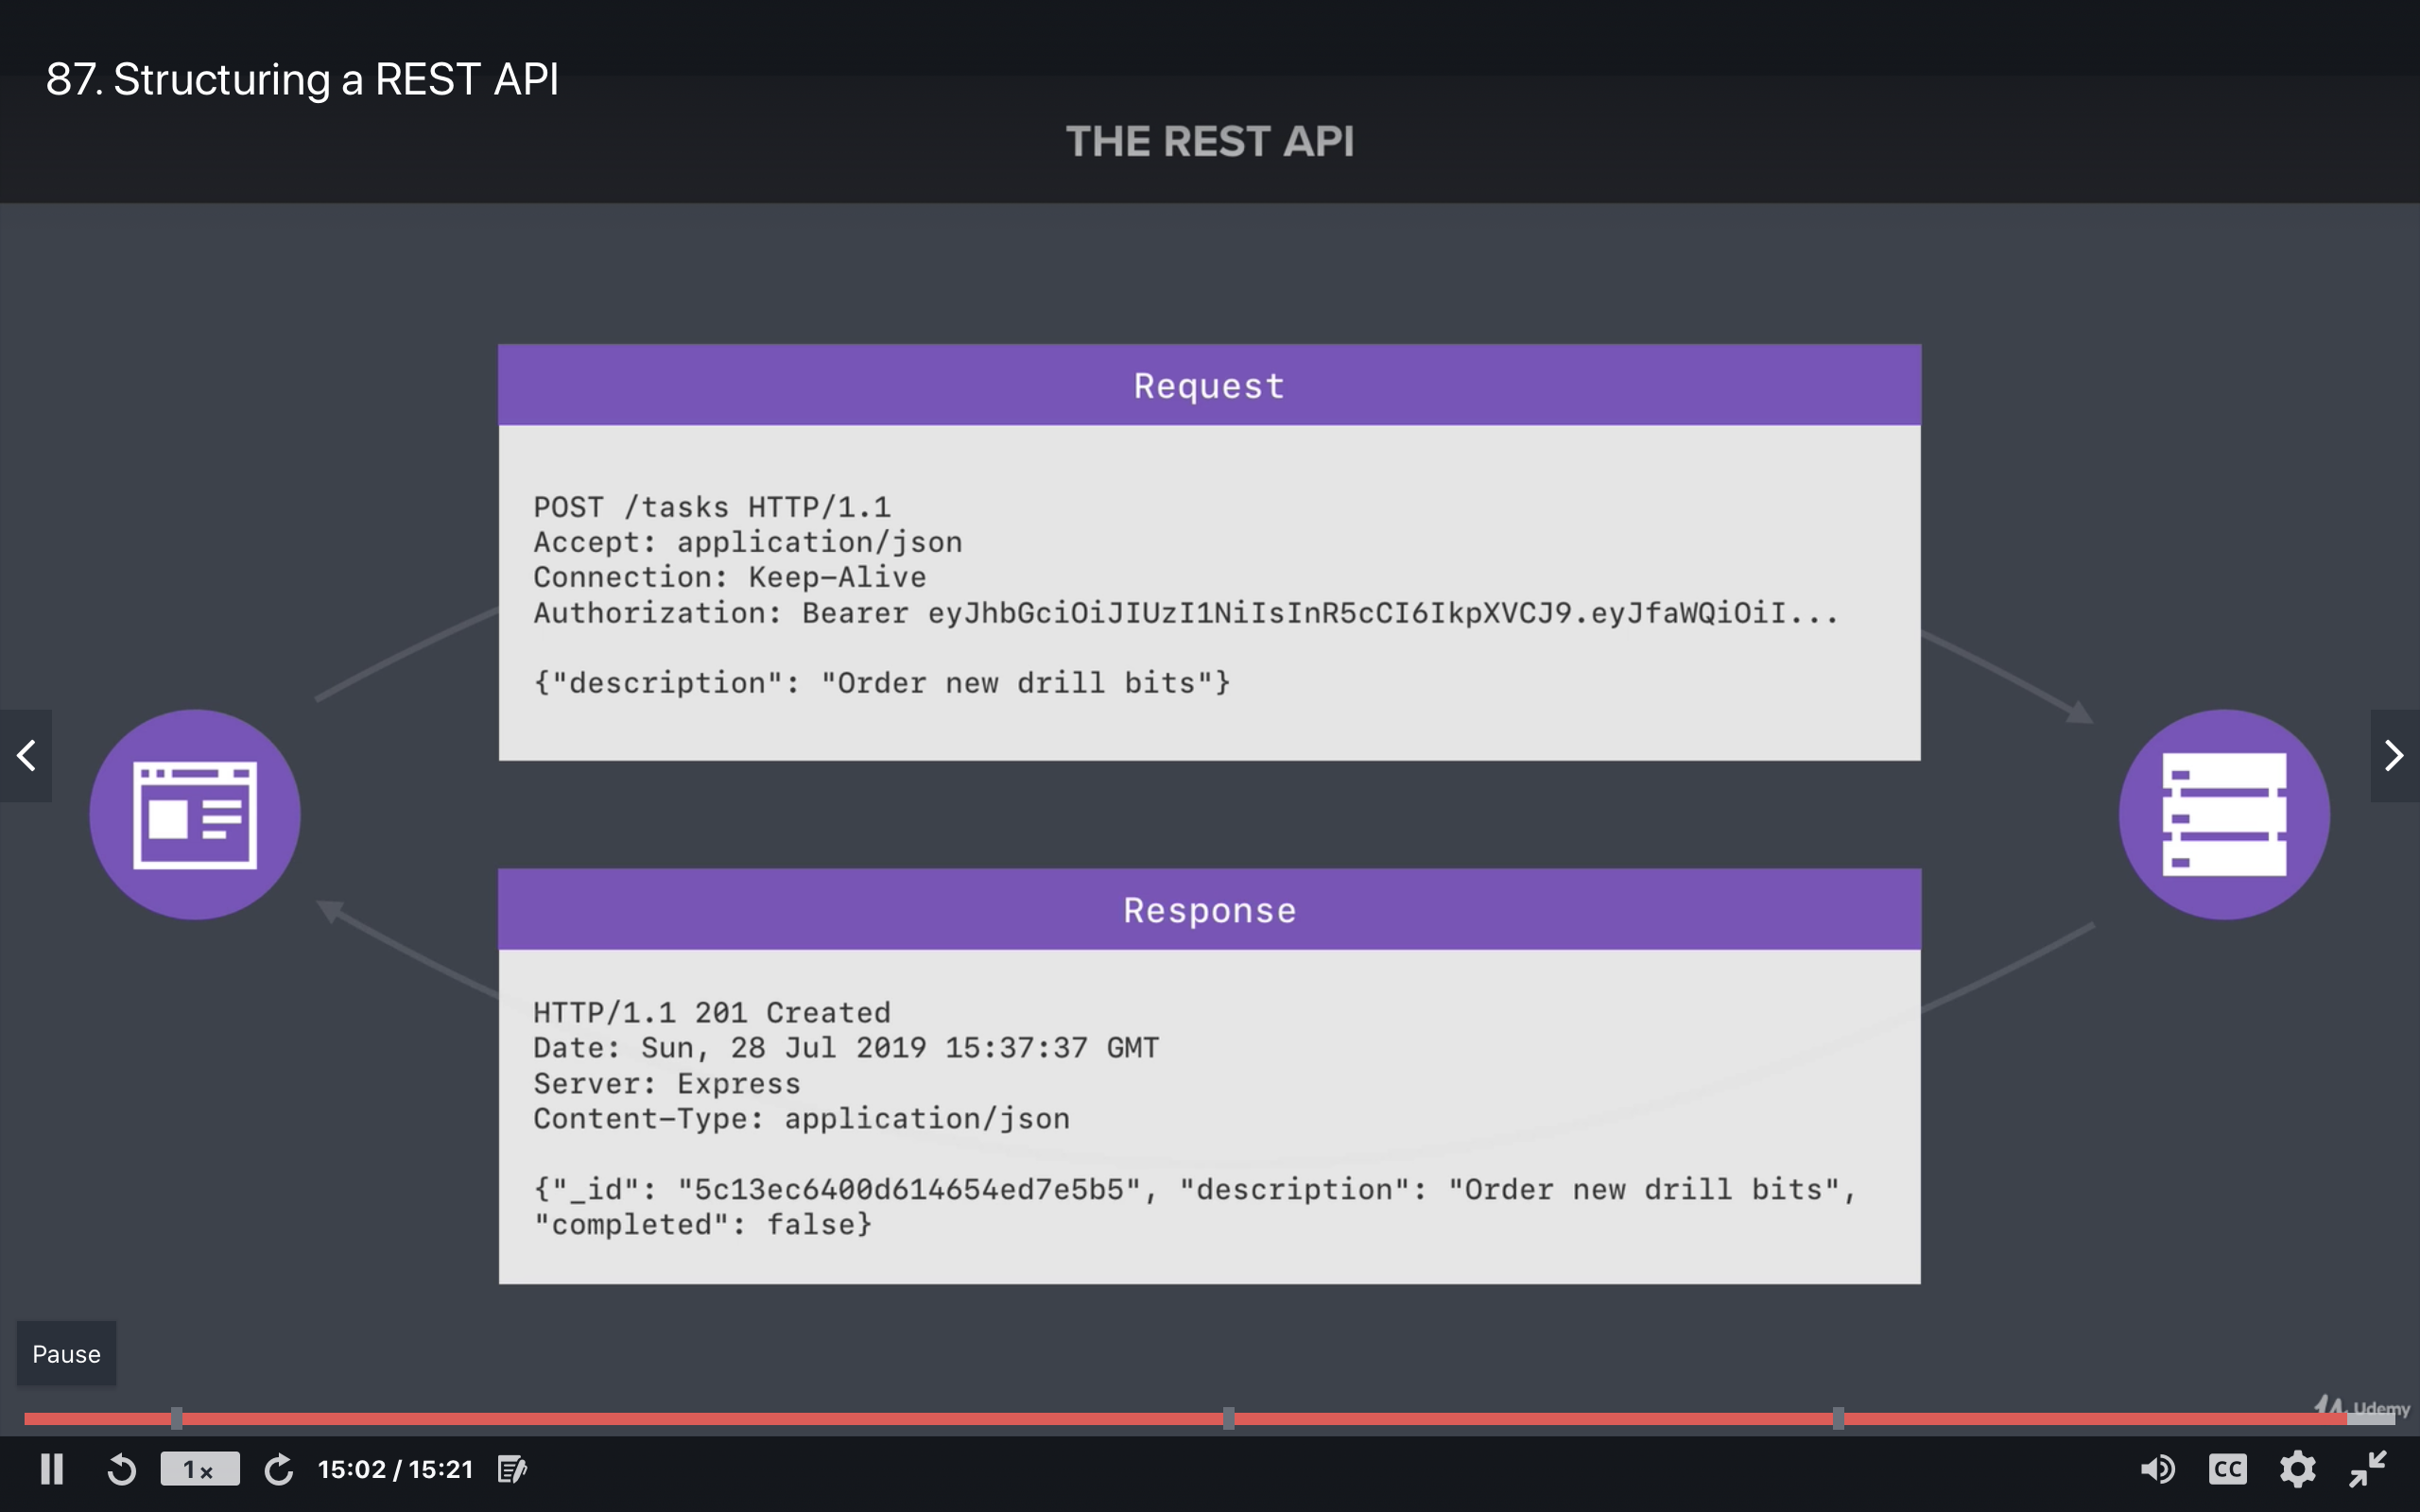 87. Structuring a REST API
THE REST API
Request
POST /tasks HTTP/1.1
Accept: application/json
Connection: Keep-Alive
Authorization: Bearer eyJhbGciOiJIUzI1NiIsInR5cCI6IkpXVCJ9.eyJfaWQiOiI...
{"description": "Order new drill bits"}
Response
HTTP/1.1 201 Created
Date: Sun, 28 Jul 2019 15:37:37 GMT
Server: Express
Content-Type: application/json
{"_id": "5c13ec6400d614654ed7e5b5", "description": "Order new drill bits",
"completed": false}
Pause
Udemy
1x
15:02 / 15:21
CC